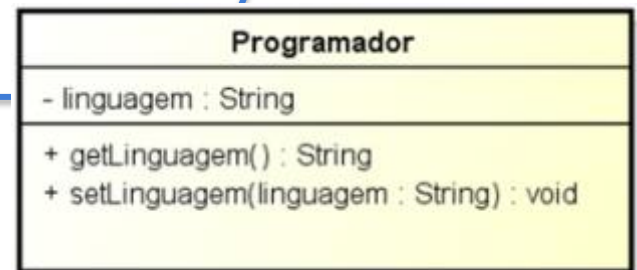 Programador
- linguagem : String
+ getLinguagem() : String
+ setLinguagem(linguagem : String) : void